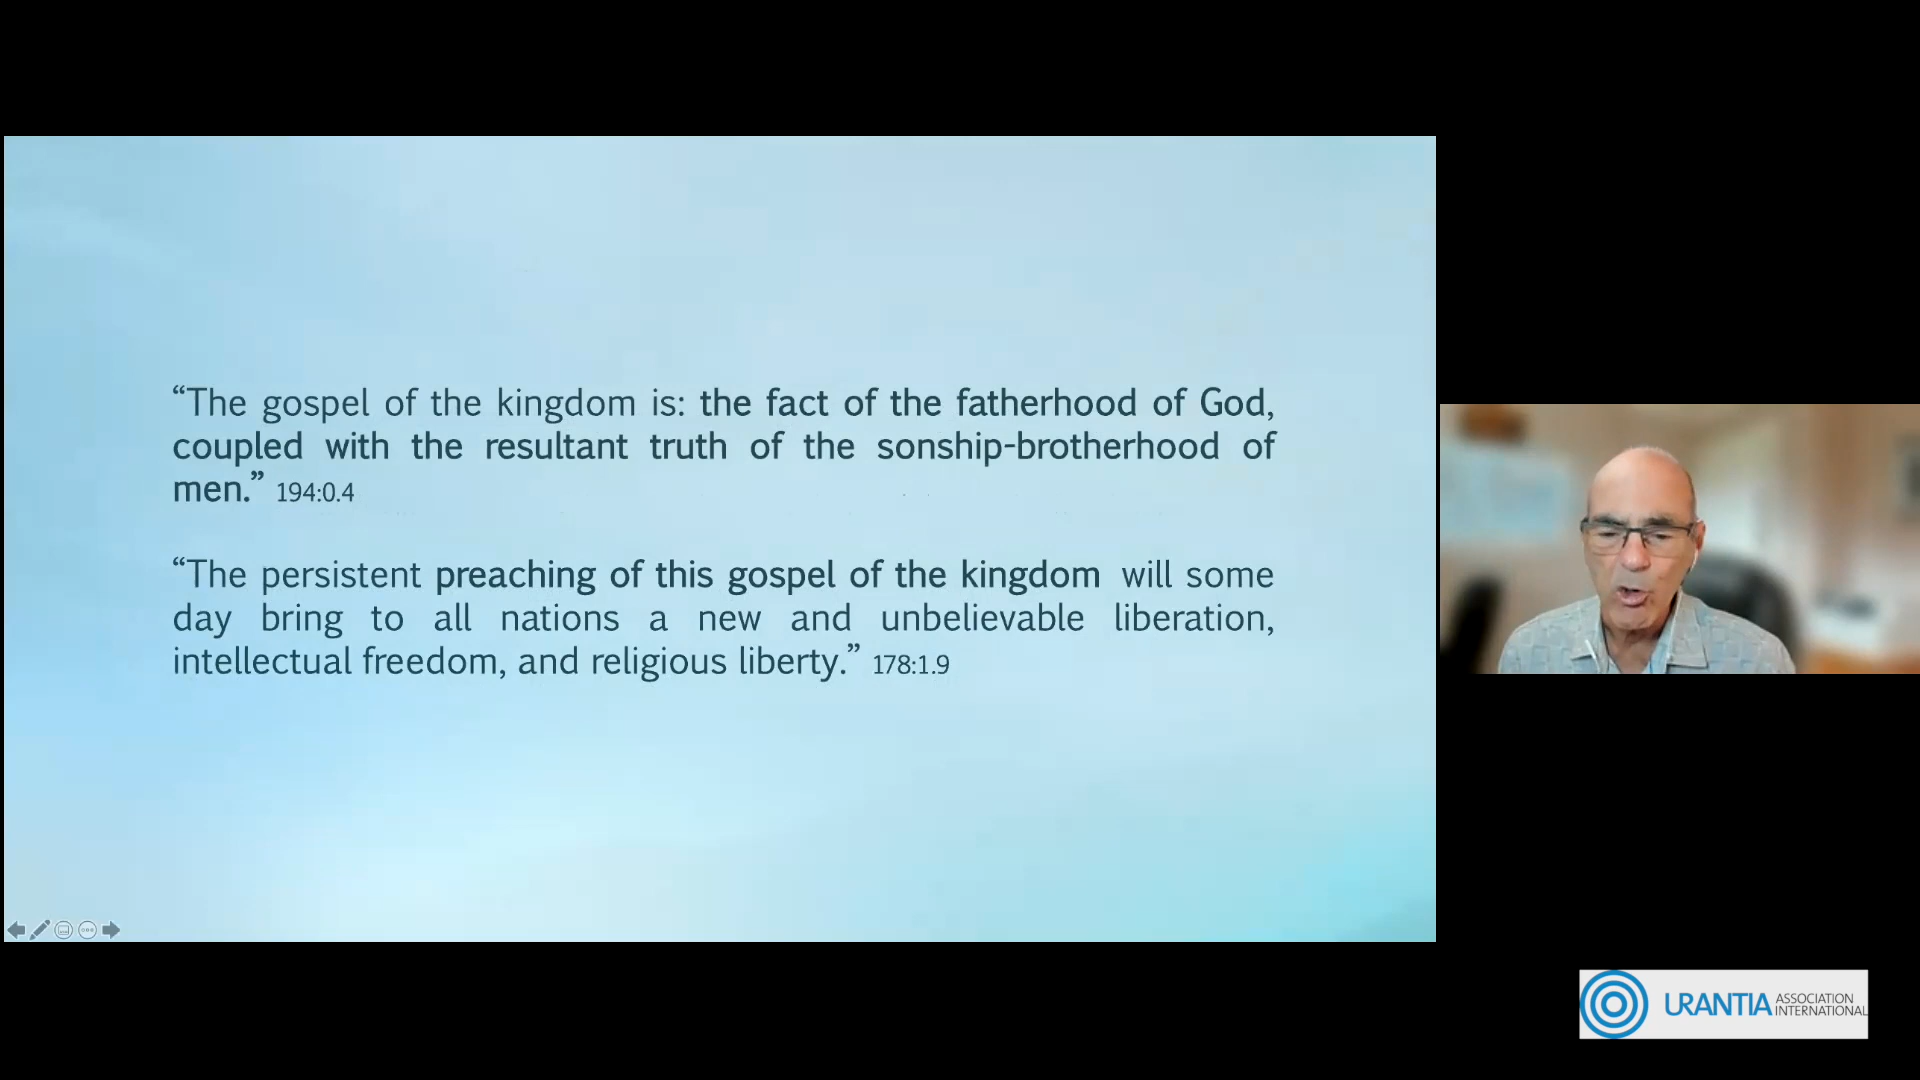 “The gospel of the kingdom is: the fact of the fatherhood of God,
coupled with the resultant truth of the sonship-brotherhood of
men.” 194:0.4
“The persistent preaching of this gospel of the kingdom will some
day bring to all nations a new and unbelievable liberation,
intellectual freedom, and religious liberty.” 178:1.9
URANTIA ASSOCIATION
INTERNATIONAL